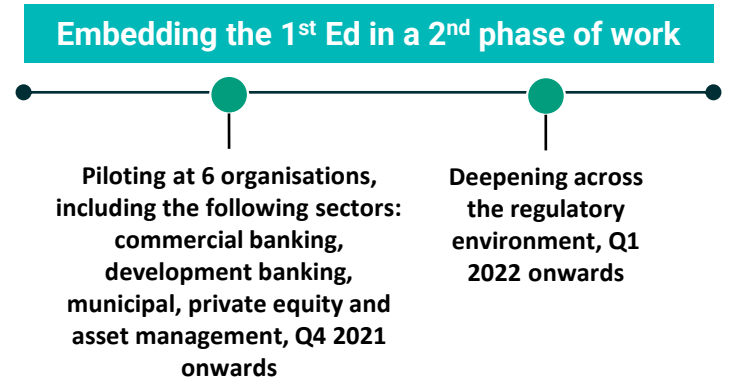 Embedding the 1st Ed in a 2nd phase of work
Piloting at 6 organisations,
including the following sectors:
commercial banking,
development banking,
municipal, private equity and
asset management, Q4 2021
onwards
Deepening across
the regulatory
environment, Q1
2022 onwards